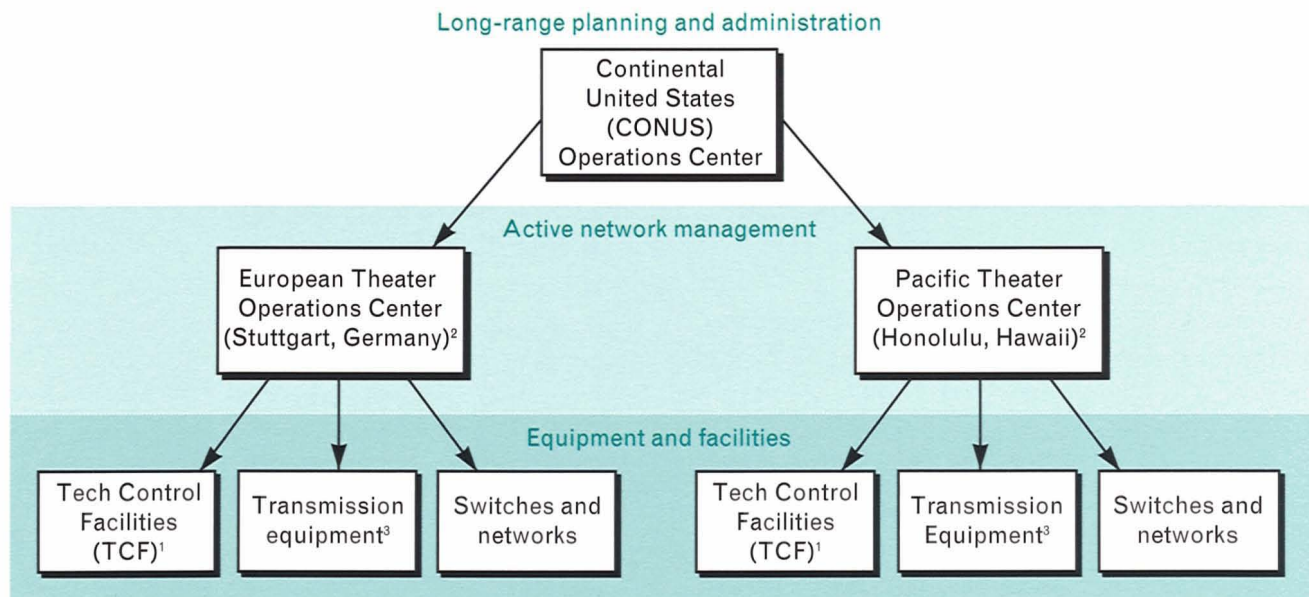 Long-range planning and administration
Continental
United States
(CONUS)
Operations Center
Active network management
European Theater
Operations Center
(Stuttgart, Germany)²
Pacific Theater
Operations Center
(Honolulu, Hawaii)²
Equipment and facilities
Tech Control
Facilities
(TCF)¹
Transmission
equipment³
Switches and
networks
Tech Control
Facilities
(TCF)¹
Transmission
Equipment³
Switches and
networks